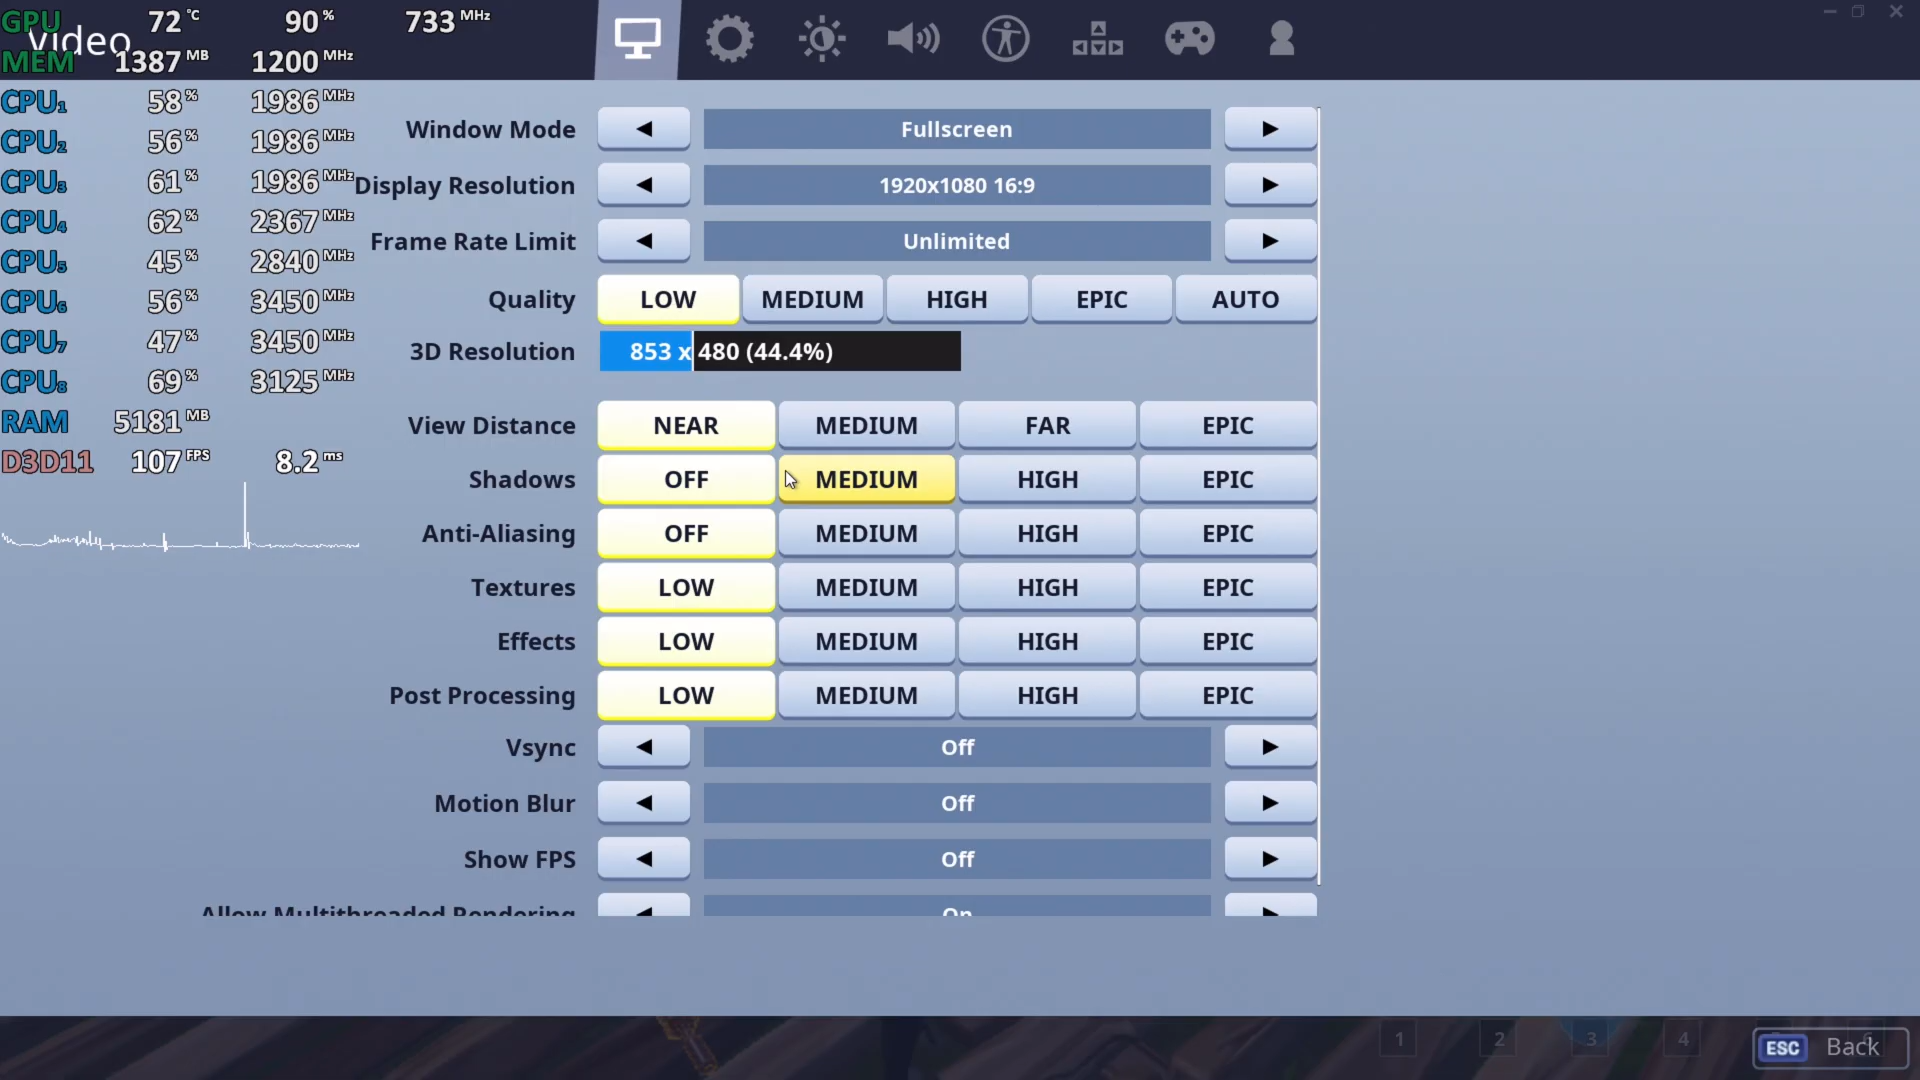 GPU 72 °C 90 % 733 MHz
Video
MEM 1387 MB 1200 MHz
CPU1 58 % 1986 MHz
CPU2 56 % 1986 MHz
CPU3 61 % 1986 MHz
CPU4 62 % 2367 MHz
CPU5 45 % 2840 MHz
CPU6 56 % 3450 MHz
CPU7 47 % 3450 MHz
CPU8 69 % 3125 MHz
RAM 5181 MB
D3D11 107 FPS 8.2 ms
Window Mode Fullscreen
Display Resolution 1920x1080 16:9
Frame Rate Limit Unlimited
Quality LOW MEDIUM HIGH EPIC AUTO
3D Resolution 853 x 480 (44.4%)
View Distance NEAR MEDIUM FAR EPIC
Shadows OFF MEDIUM HIGH EPIC
Anti-Aliasing OFF MEDIUM HIGH EPIC
Textures LOW MEDIUM HIGH EPIC
Effects LOW MEDIUM HIGH EPIC
Post Processing LOW MEDIUM HIGH EPIC
Vsync Off
Motion Blur Off
Show FPS Off
Allow Multithreaded Rendering On
1 2 3 4
ESC Back